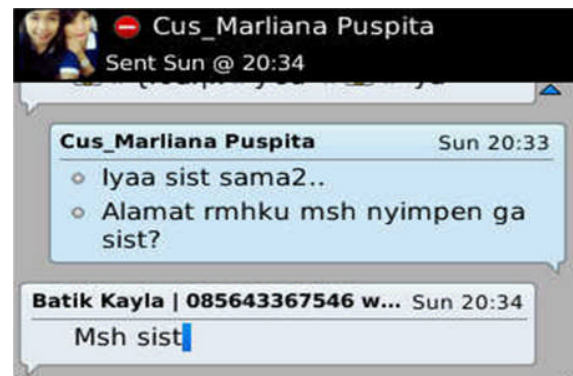 Cus_Marliana Puspita
Sent Sun @ 20:34
Cus_Marliana Puspita Sun 20:33
Iyaa sist sama2..
Alamat rmhku msh nyimpen ga
sist?
Batik Kayla | 085643367546 w... Sun 20:34
Msh sist